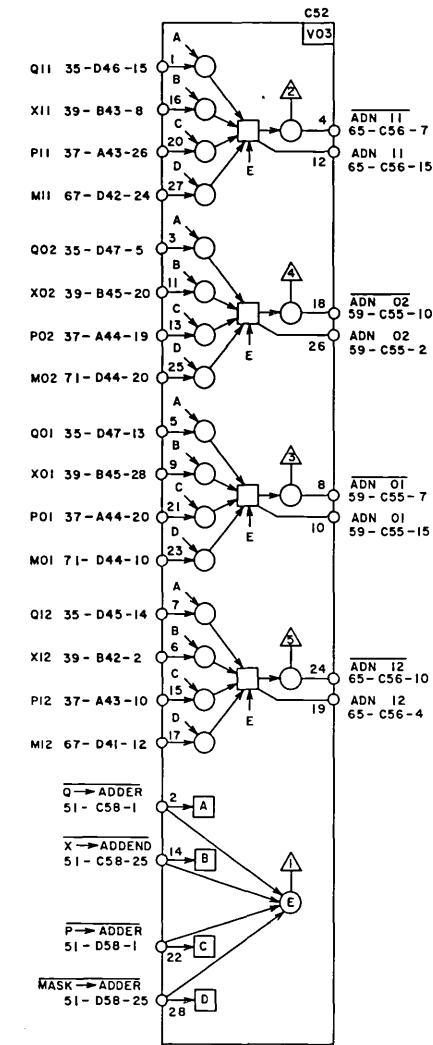 C52
V03
A
Q11 35-D46-15 1
B
2
X11 39-B43-8 16
4 ADN 11
65-C56-7
C
P11 37-A43-26 20
12 ADN 11
65-C56-15
D
E
M11 67-D42-24 27
A
Q02 35-D47-5 3
B
4
X02 39-B45-20 11
18 ADN 02
59-C55-10
C
P02 37-A44-19 13
26 ADN 02
59-C55-2
D
E
M02 71-D44-20 25
A
Q01 35-D47-13 5
B
3
X01 39-B45-28 9
8 ADN 01
59-C55-7
C
P01 37-A44-20 21
10 ADN 01
59-C55-15
D
E
M01 71-D44-10 23
A
Q12 35-D45-14 7
B
5
X12 39-B42-2 6
24 ADN 12
65-C56-10
C
P12 37-A43-10 15
19 ADN 12
65-C56-4
D
E
M12 67-D41-12 17
Q→ADDER
51-C58-1
2 A
X→ADDEND
51-C58-25
14 B
1
E
P→ADDER
51-D58-1
22 C
MASK→ADDER
51-D58-25
28 D